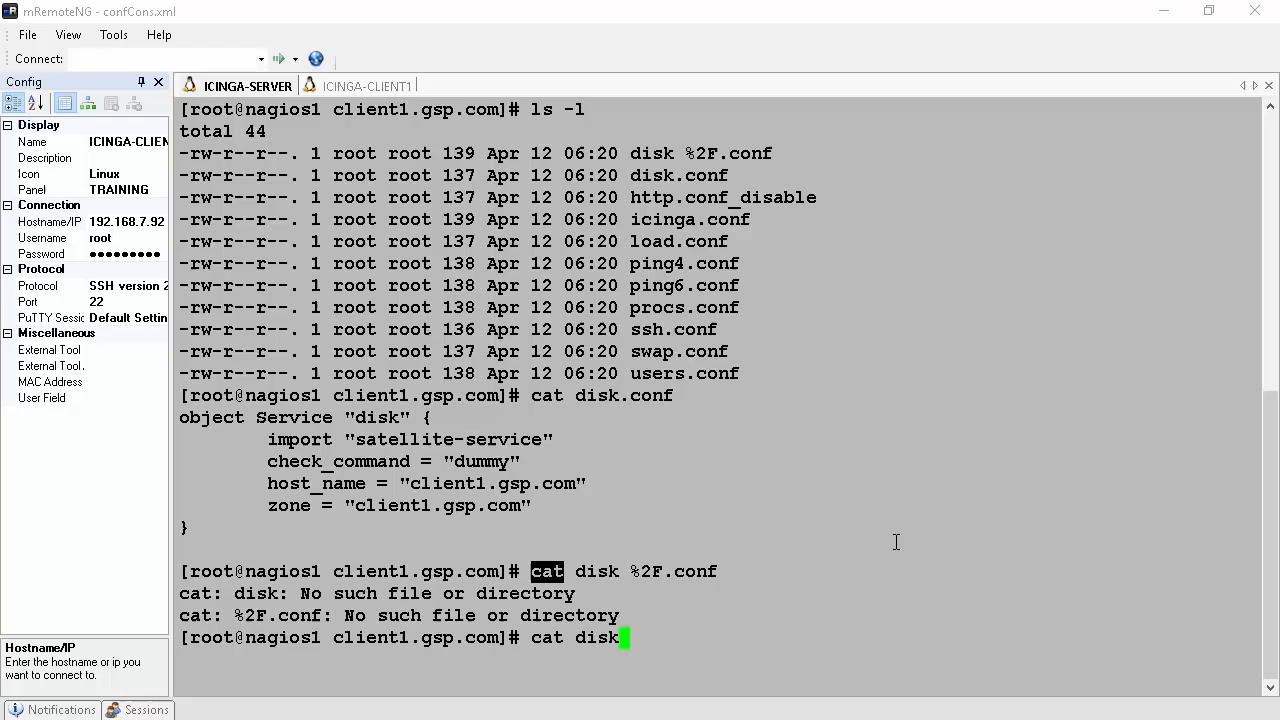 mRemoteNG - confCons.xml
File View Tools Help
Connect:
Config
ICINGA-SERVER ICINGA-CLIENT1
Display
Name ICINGA-CLIEN
Description
Icon Linux
Panel TRAINING
Connection
Hostname/IP 192.168.7.92
Username root
Password ●●●●●●●●●
Protocol
Protocol SSH version 2
Port 22
PuTTY Sessic Default Settin
Miscellaneous
External Tool
External Tool.
MAC Address
User Field
Hostname/IP
Enter the hostname or ip you
want to connect to.
Notifications Sessions
[root@nagios1 client1.gsp.com]# ls -l
total 44
-rw-r--r--. 1 root root 139 Apr 12 06:20 disk %2F.conf
-rw-r--r--. 1 root root 137 Apr 12 06:20 disk.conf
-rw-r--r--. 1 root root 137 Apr 12 06:20 http.conf_disable
-rw-r--r--. 1 root root 139 Apr 12 06:20 icinga.conf
-rw-r--r--. 1 root root 137 Apr 12 06:20 load.conf
-rw-r--r--. 1 root root 138 Apr 12 06:20 ping4.conf
-rw-r--r--. 1 root root 138 Apr 12 06:20 ping6.conf
-rw-r--r--. 1 root root 138 Apr 12 06:20 procs.conf
-rw-r--r--. 1 root root 136 Apr 12 06:20 ssh.conf
-rw-r--r--. 1 root root 137 Apr 12 06:20 swap.conf
-rw-r--r--. 1 root root 138 Apr 12 06:20 users.conf
[root@nagios1 client1.gsp.com]# cat disk.conf
object Service "disk" {
import "satellite-service"
check_command = "dummy"
host_name = "client1.gsp.com"
zone = "client1.gsp.com"
}
[root@nagios1 client1.gsp.com]# cat disk %2F.conf
cat: disk: No such file or directory
cat: %2F.conf: No such file or directory
[root@nagios1 client1.gsp.com]# cat disk